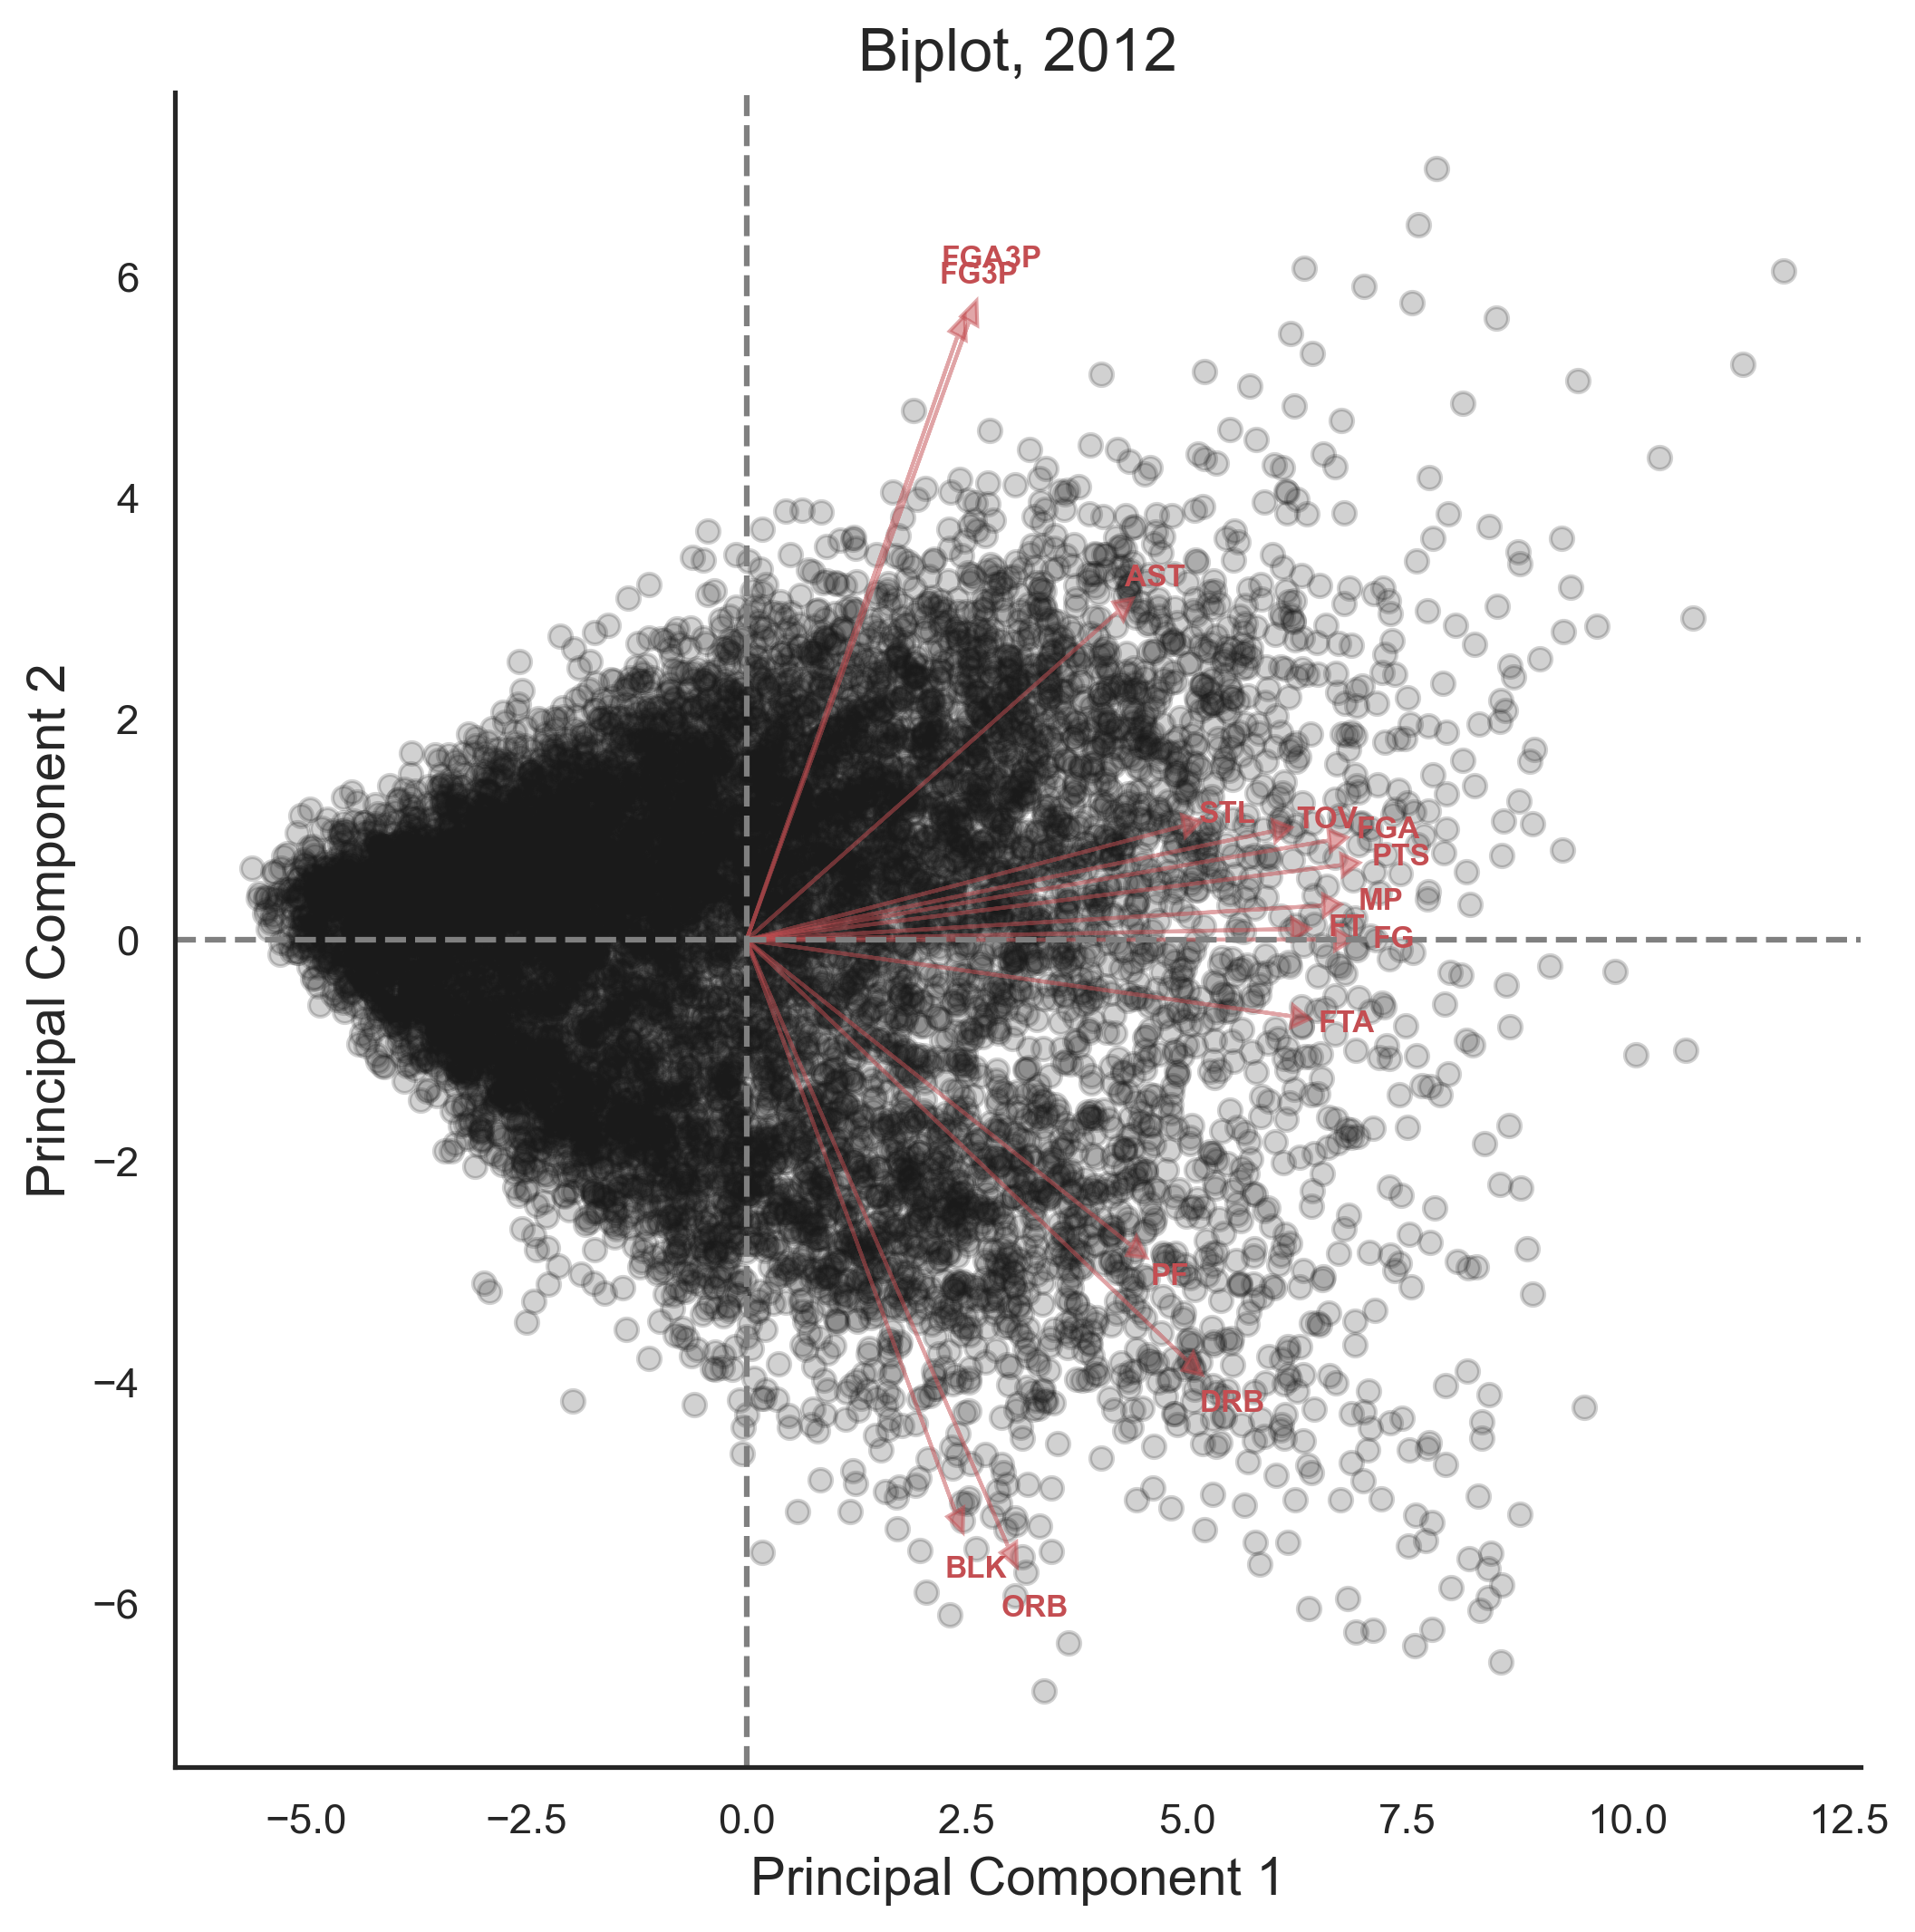 Biplot, 2012
Principal Component 2
6
4
2
0
−2
−4
−6
FGA3P
FG3P
AST
STL
TOV
FGA
PTS
MP
FT
FG
FTA
PF
DRB
BLK
ORB
−5.0
−2.5
0.0
2.5
5.0
7.5
10.0
12.5
Principal Component 1